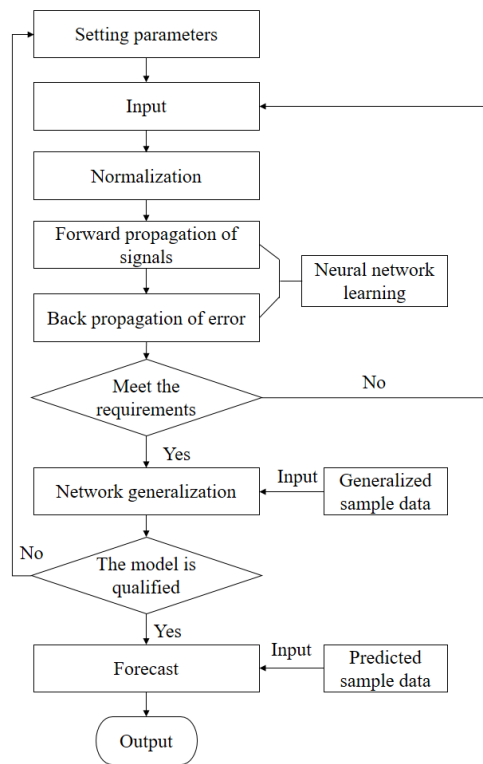 Setting parameters
Input
Normalization
Forward propagation of
signals
Neural network
learning
Back propagation of error
Meet the
requirements
No
Yes
Network generalization
Input
Generalized
sample data
No
The model is
qualified
Yes
Forecast
Input
Predicted
sample data
Output